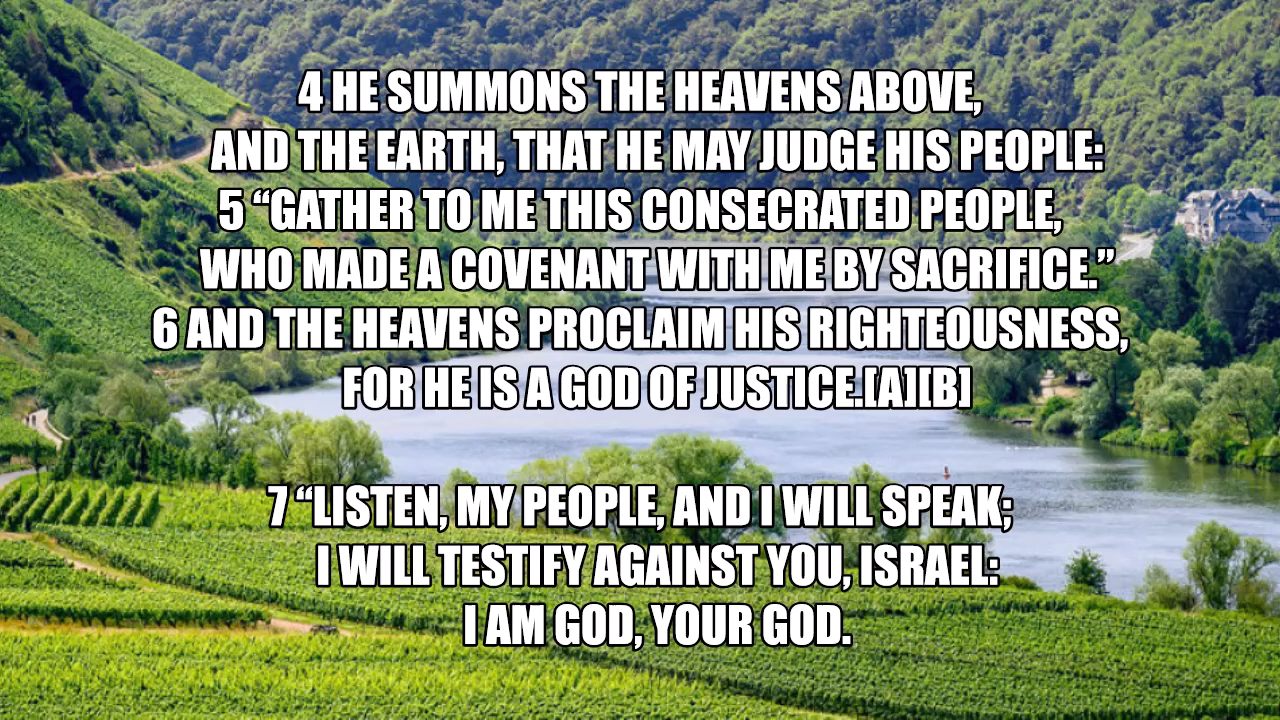 4 HE SUMMONS THE HEAVENS ABOVE,
AND THE EARTH, THAT HE MAY JUDGE HIS PEOPLE:
5 “GATHER TO ME THIS CONSECRATED PEOPLE,
WHO MADE A COVENANT WITH ME BY SACRIFICE.”
6 AND THE HEAVENS PROCLAIM HIS RIGHTEOUSNESS,
FOR HE IS A GOD OF JUSTICE.[A][B]
7 “LISTEN, MY PEOPLE, AND I WILL SPEAK;
I WILL TESTIFY AGAINST YOU, ISRAEL:
I AM GOD, YOUR GOD.